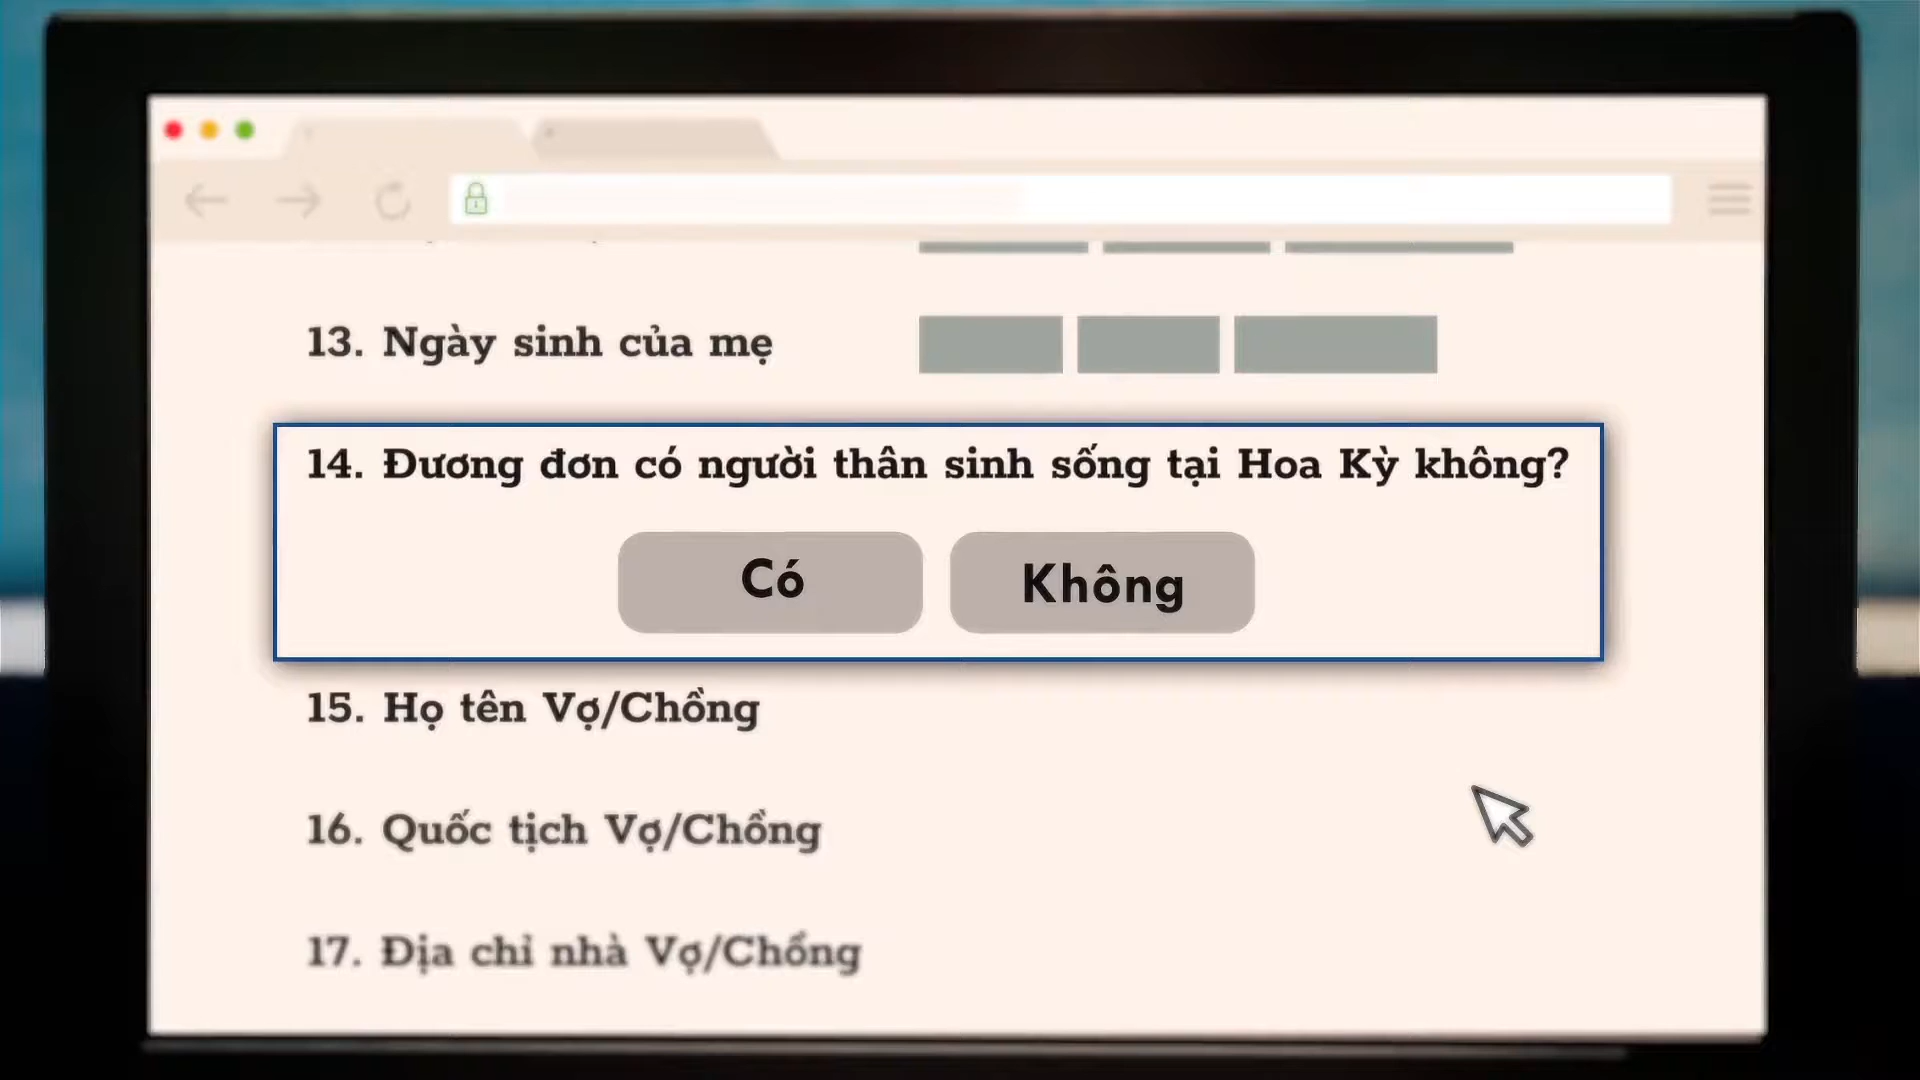 13. Ngày sinh của mẹ
14. Đương đơn có người thân sinh sống tại Hoa Kỳ không?
Có
Không
15. Họ tên Vợ/Chồng
16. Quốc tịch Vợ/Chồng
17. Địa chỉ nhà Vợ/Chồng